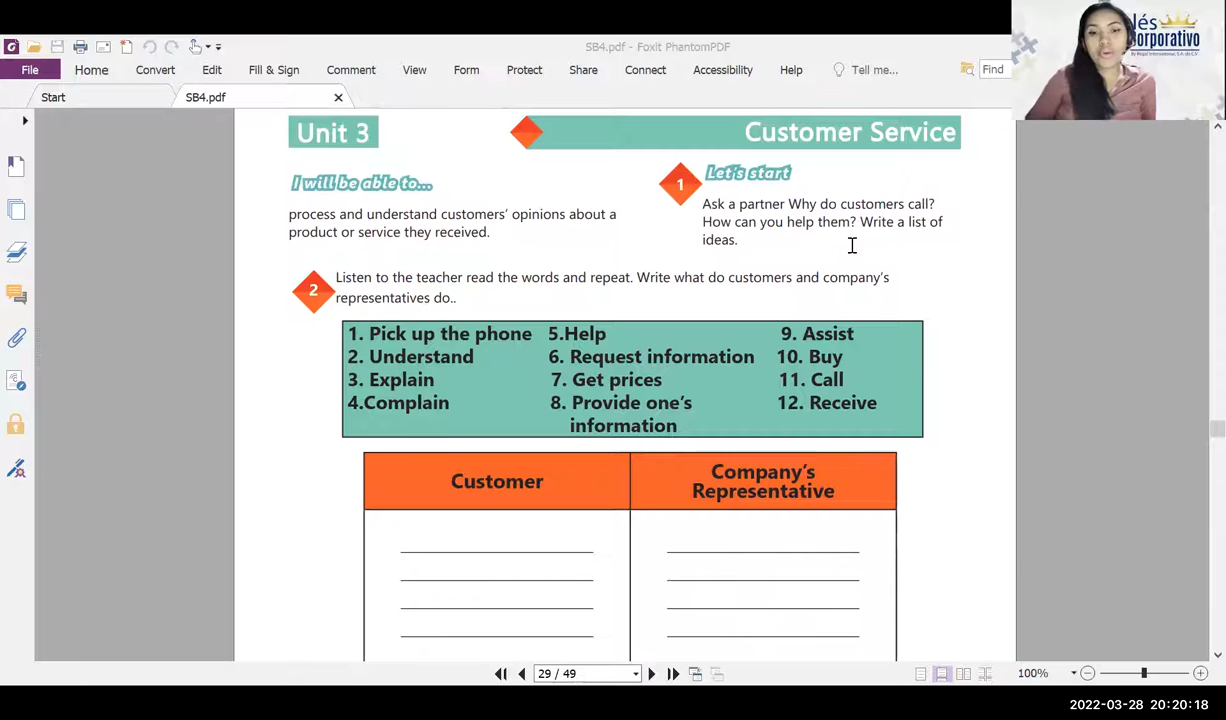 SB4.pdf - Foxit PhantomPDF
File Home Convert Edit Fill & Sign Comment View Form Protect Share Connect Accessibility Help Tell me... Find
Start SB4.pdf
és
Corporativo
Unit 3
Customer Service
I will be able to...
process and understand customers' opinions about a
product or service they received.
1
Let's start
Ask a partner Why do customers call?
How can you help them? Write a list of
ideas.
2
Listen to the teacher read the words and repeat. Write what do customers and company's
representatives do..
1. Pick up the phone
2. Understand
3. Explain
4.Complain
5.Help
6. Request information
7. Get prices
8. Provide one's
information
9. Assist
10. Buy
11. Call
12. Receive
Customer
Company's
Representative
29 / 49
100%
2022-03-28 20:20:18